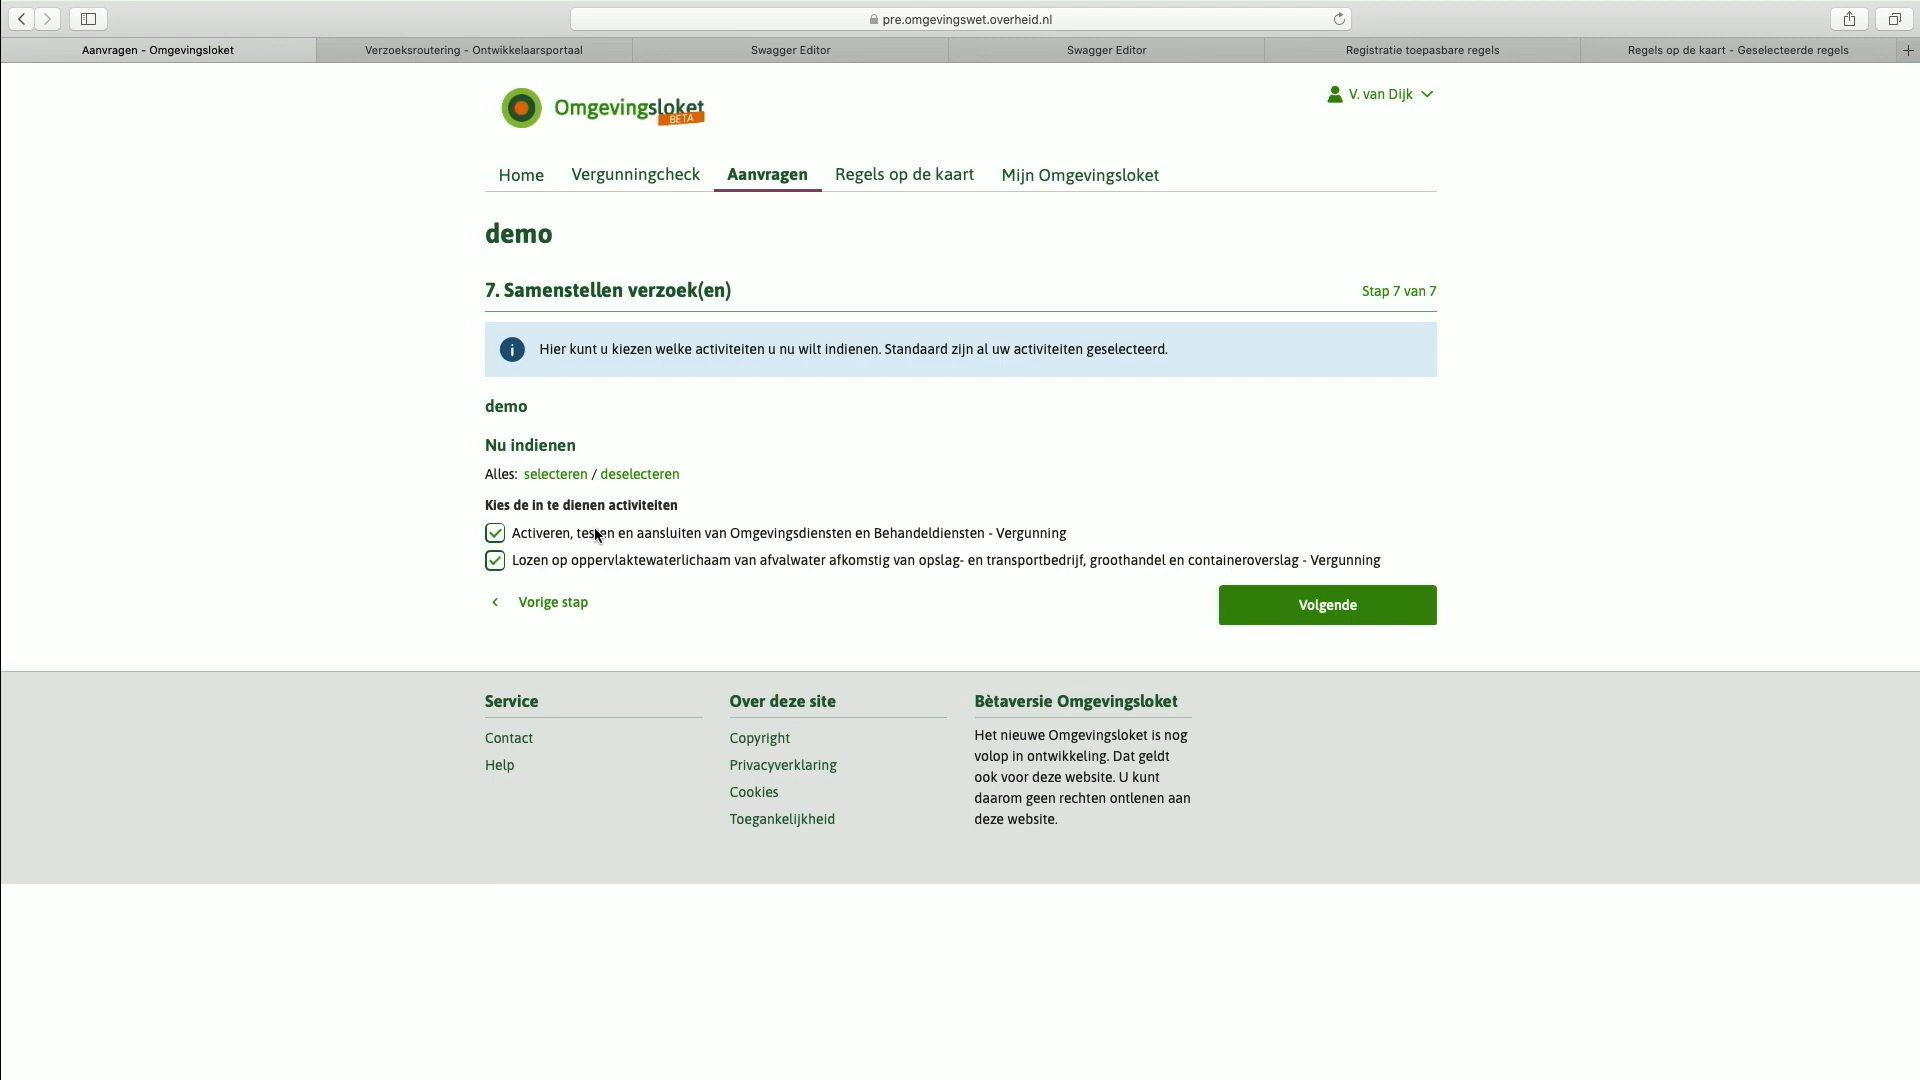 pre.omgevingswet.overheid.nl
Aanvragen - Omgevingsloket
Verzoeksroutering - Ontwikkelaarsportaal
Swagger Editor
Swagger Editor
Registratie toepasbare regels
Regels op de kaart - Geselecteerde regels
Omgevingsloket
BETA
V. van Dijk
Home
Vergunningcheck
Aanvragen
Regels op de kaart
Mijn Omgevingsloket
demo
7. Samenstellen verzoek(en)
Stap 7 van 7
Hier kunt u kiezen welke activiteiten u nu wilt indienen. Standaard zijn al uw activiteiten geselecteerd.
demo
Nu indienen
Alles: selecteren / deselecteren
Kies de in te dienen activiteiten
Activeren, testen en aansluiten van Omgevingsdiensten en Behandeldiensten - Vergunning
Lozen op oppervlaktewaterlichaam van afvalwater afkomstig van opslag- en transportbedrijf, groothandel en containeroverslag - Vergunning
Vorige stap
Volgende
Service
Contact
Help
Over deze site
Copyright
Privacyverklaring
Cookies
Toegankelijkheid
Bètaversie Omgevingsloket
Het nieuwe Omgevingsloket is nog
volop in ontwikkeling. Dat geldt
ook voor deze website. U kunt
daarom geen rechten ontlenen aan
deze website.